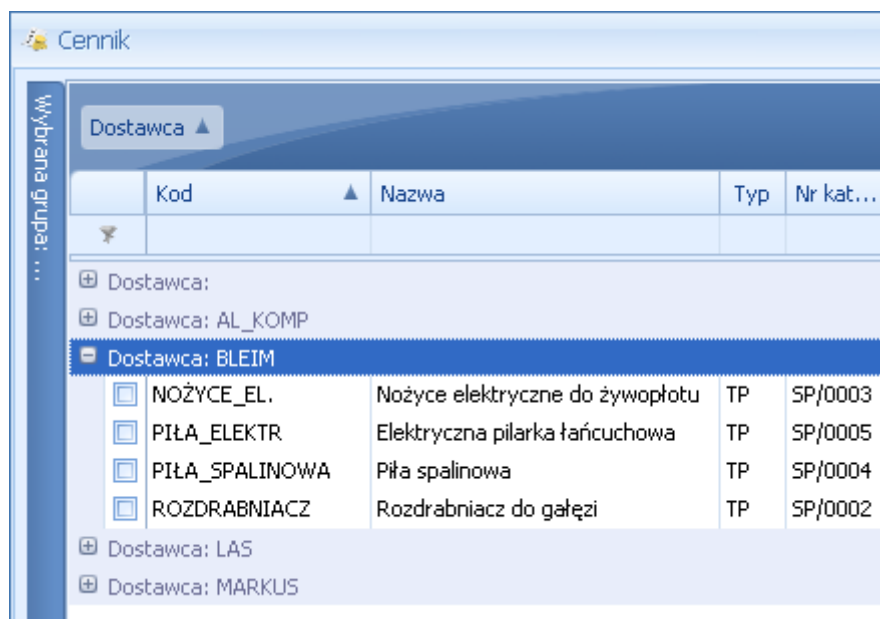 Cennik
Wybrana grupa: ...
Dostawca
Kod Nazwa Typ Nr kat...
Dostawca:
Dostawca: AL_KOMP
Dostawca: BLEIM
NOŻYCE_EL. Nożyce elektryczne do żywopłotu TP SP/0003
PIŁA_ELEKTR Elektryczna pilarka łańcuchowa TP SP/0005
PIŁA_SPALINOWA Piła spalinowa TP SP/0004
ROZDRABNIACZ Rozdrabniacz do gałęzi TP SP/0002
Dostawca: LAS
Dostawca: MARKUS